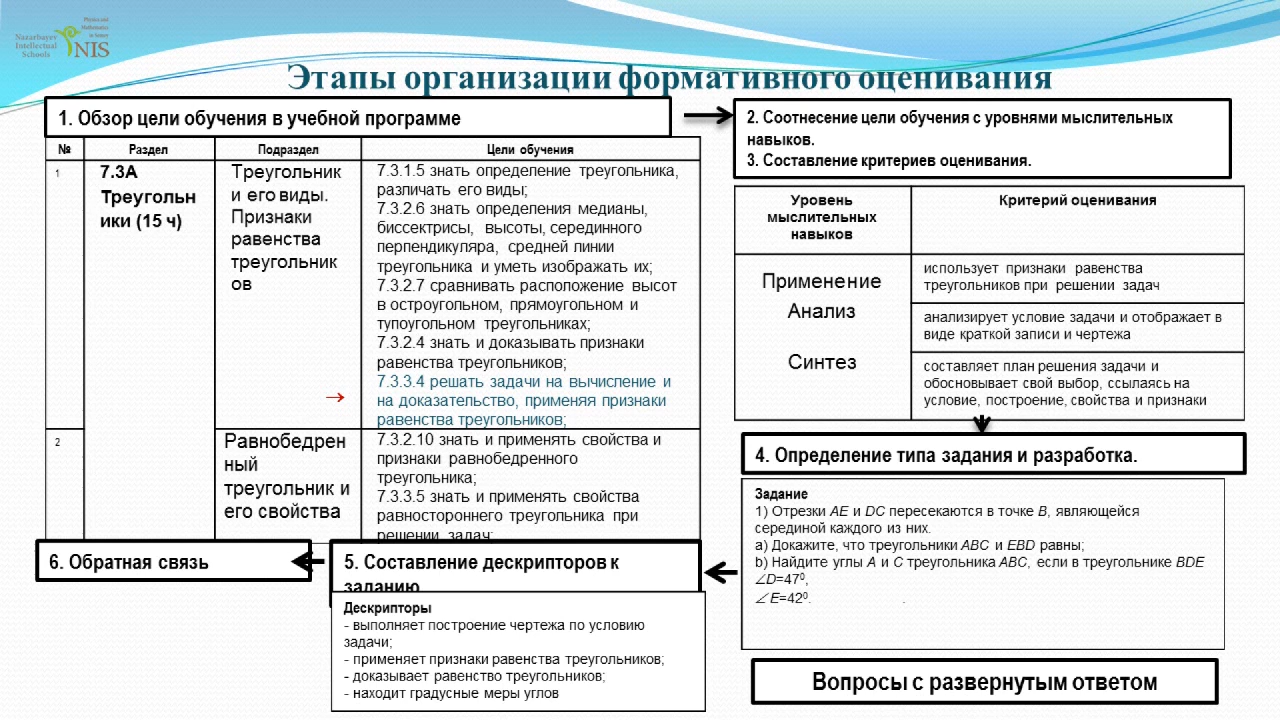 Physics and
Mathematics
in Semey
Nazarbayev
Intellectual
Schools
NIS
Этапы организации формативного оценивания
1. Обзор цели обучения в учебной программе
№ Раздел Подраздел Цели обучения
1
7.3А
Треугольн
ики (15 ч)
Треугольник
и его виды.
Признаки
равенства
треугольник
ов
7.3.1.5 знать определение треугольника,
различать его виды;
7.3.2.6 знать определения медианы,
биссектрисы, высоты, серединного
перпендикуляра, средней линии
треугольника и уметь изображать их;
7.3.2.7 сравнивать расположение высот
в остроугольном, прямоугольном и
тупоугольном треугольниках;
7.3.2.4 знать и доказывать признаки
равенства треугольников;
→ 7.3.3.4 решать задачи на вычисление и
на доказательство, применяя признаки
равенства треугольников;
2
Равнобедрен
ный
треугольник и
его свойства
7.3.2.10 знать и применять свойства и
признаки равнобедренного
треугольника;
7.3.3.5 знать и применять свойства
равностороннего треугольника при
решении задач;
2. Соотнесение цели обучения с уровнями мыслительных
навыков.
3. Составление критериев оценивания.
Уровень
мыслительных
навыков
Критерий оценивания
Применение
использует признаки равенства
треугольников при решении задач
Анализ
анализирует условие задачи и отображает в
виде краткой записи и чертежа
Синтез
составляет план решения задачи и
обосновывает свой выбор, ссылаясь на
условие, построение, свойства и признаки
4. Определение типа задания и разработка.
Задание
1) Отрезки AE и DC пересекаются в точке B, являющейся
серединой каждого из них.
a) Докажите, что треугольники ABC и EBD равны;
b) Найдите углы A и C треугольника ABC, если в треугольнике BDE
∠D=47⁰,
∠E=42⁰. .
Вопросы с развернутым ответом
5. Составление дескрипторов к
заданию
Дескрипторы
- выполняет построение чертежа по условию
задачи;
- применяет признаки равенства треугольников;
- доказывает равенство треугольников;
- находит градусные меры углов
6. Обратная связь